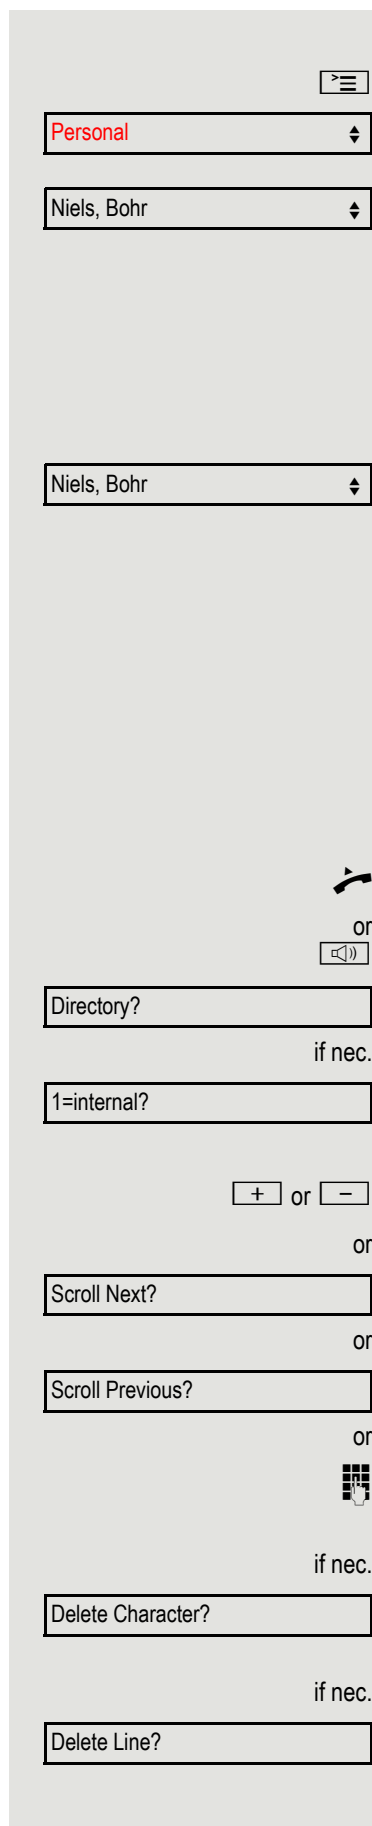 Personal
Niels, Bohr
Niels, Bohr
or
Directory?
if nec.
1=internal?
+ or −
or
Scroll Next?
or
Scroll Previous?
or
if nec.
Delete Character?
if nec.
Delete Line?